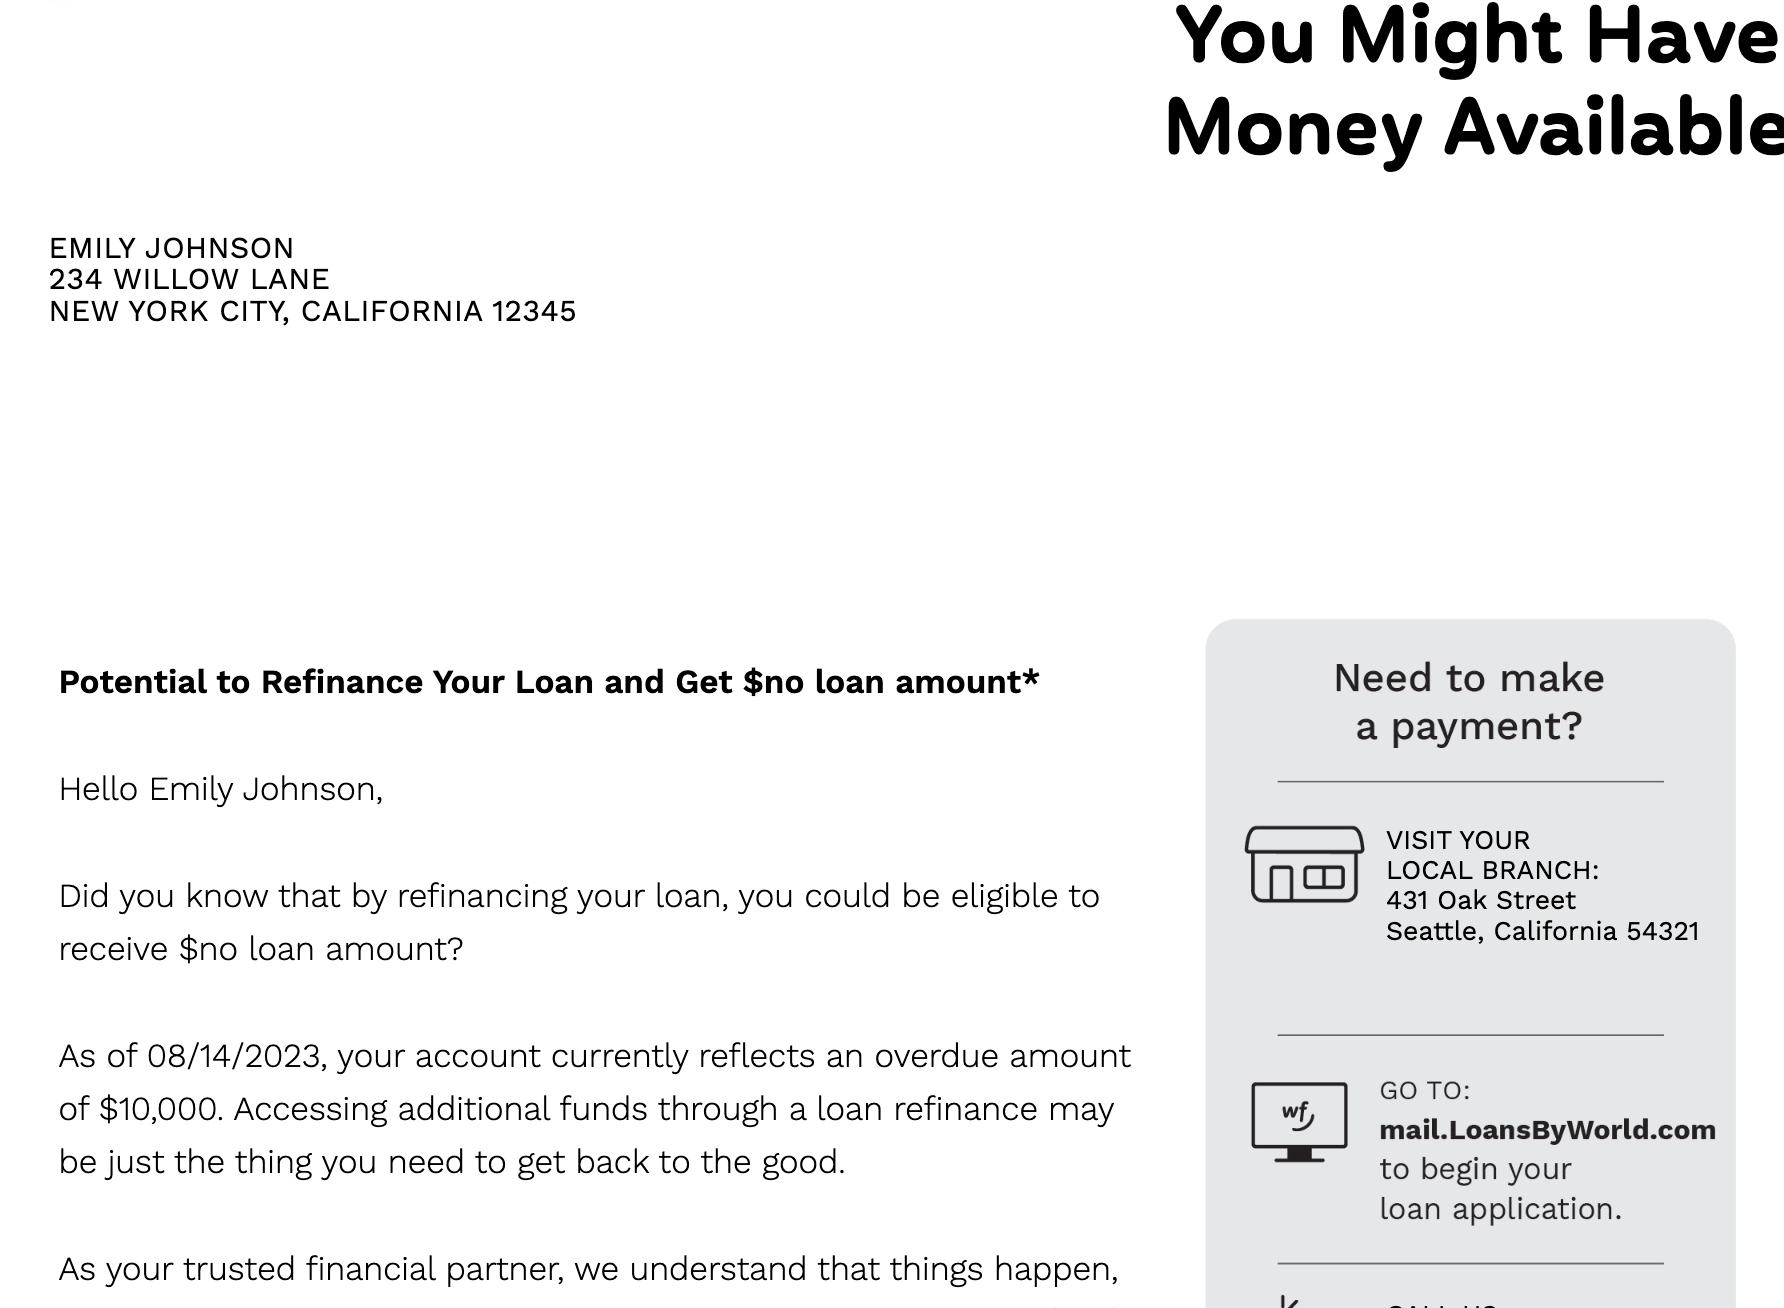 You Might Have
Money Available
EMILY JOHNSON
234 WILLOW LANE
NEW YORK CITY, CALIFORNIA 12345
Potential to Refinance Your Loan and Get $no loan amount*
Hello Emily Johnson,
Did you know that by refinancing your loan, you could be eligible to
receive $no loan amount?
As of 08/14/2023, your account currently reflects an overdue amount
of $10,000. Accessing additional funds through a loan refinance may
be just the thing you need to get back to the good.
As your trusted financial partner, we understand that things happen,
Need to make
a payment?
VISIT YOUR
LOCAL BRANCH:
431 Oak Street
Seattle, California 54321
wf
GO TO:
mail.LoansByWorld.com
to begin your
loan application.